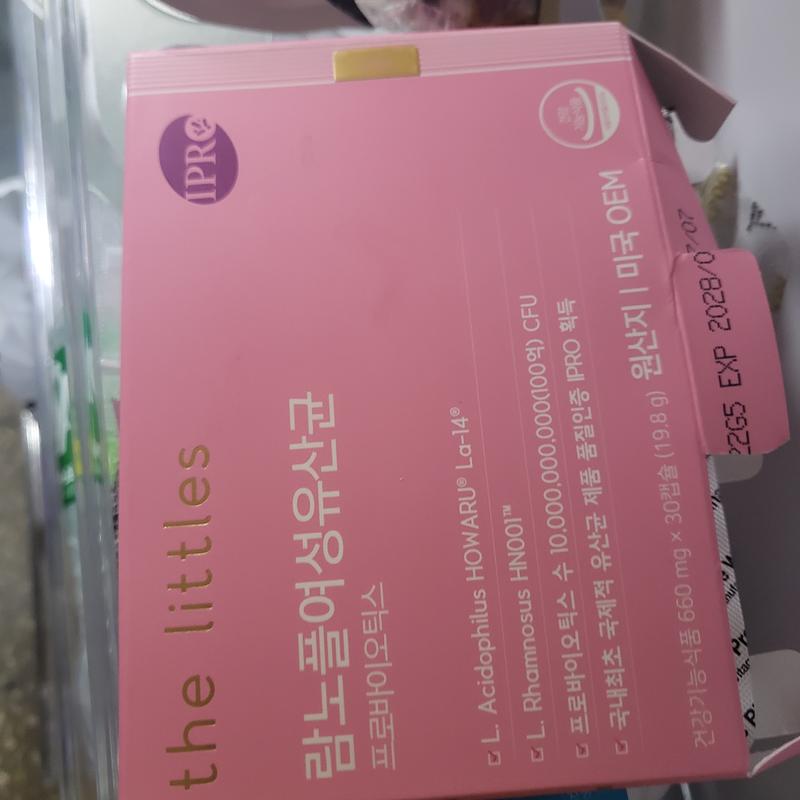 the littles
IPRO
람노플여성유산균
프로바이오틱스
L. Acidophilus HOWARU® La-14®
L. Rhamnosus HN001™
프로바이오틱스 수 10,000,000,000(100억) CFU
국내최초 국제적 유산균 제품 품질인증 IPRO 획득
건강기능식품 660 mg × 30캡슐 (19.8 g)
원산지 | 미국 OEM
22G5 EXP 2028/07/07